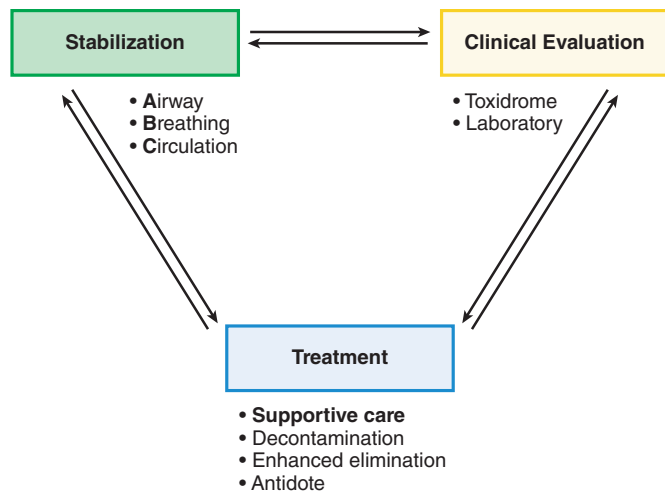 Stabilization
• Airway
• Breathing
• Circulation
Clinical Evaluation
• Toxidrome
• Laboratory
Treatment
• Supportive care
• Decontamination
• Enhanced elimination
• Antidote